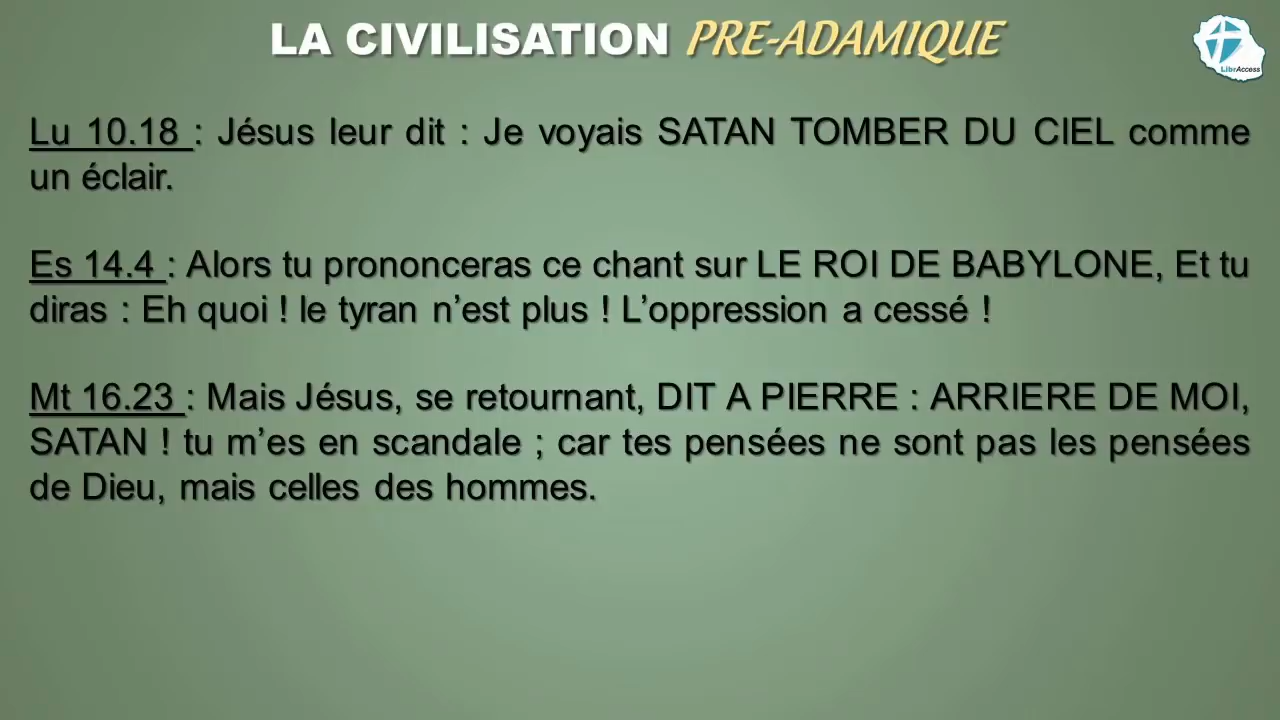 LA CIVILISATION PRE-ADAMIQUE
LibrAccess
Lu 10.18 : Jésus leur dit : Je voyais SATAN TOMBER DU CIEL comme
un éclair.
Es 14.4 : Alors tu prononceras ce chant sur LE ROI DE BABYLONE, Et tu
diras : Eh quoi ! le tyran n’est plus ! L’oppression a cessé !
Mt 16.23 : Mais Jésus, se retournant, DIT A PIERRE : ARRIERE DE MOI,
SATAN ! tu m’es en scandale ; car tes pensées ne sont pas les pensées
de Dieu, mais celles des hommes.